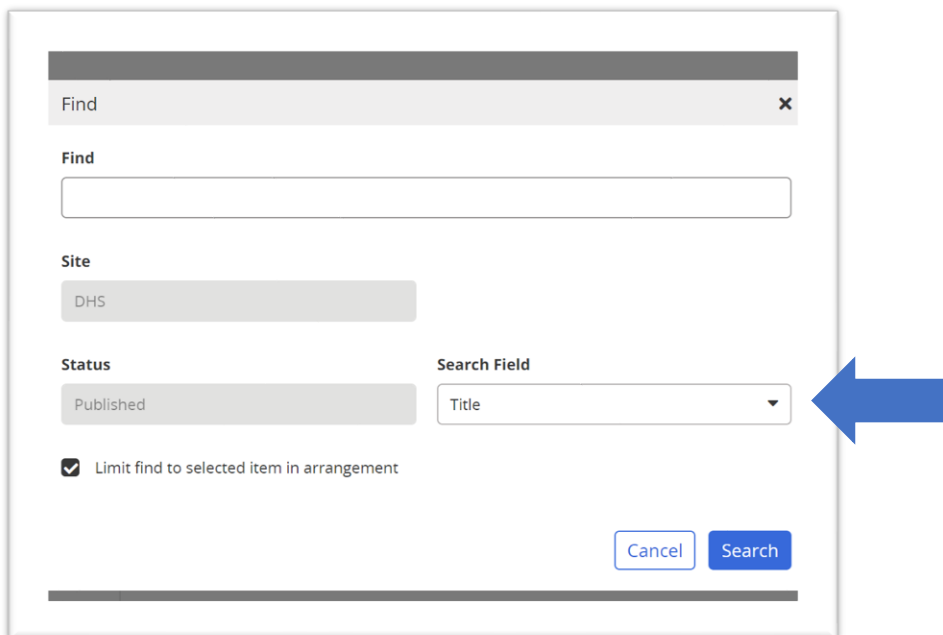 Find
Find
Site
DHS
Status
Search Field
Published
Title
Limit find to selected item in arrangement
Cancel
Search